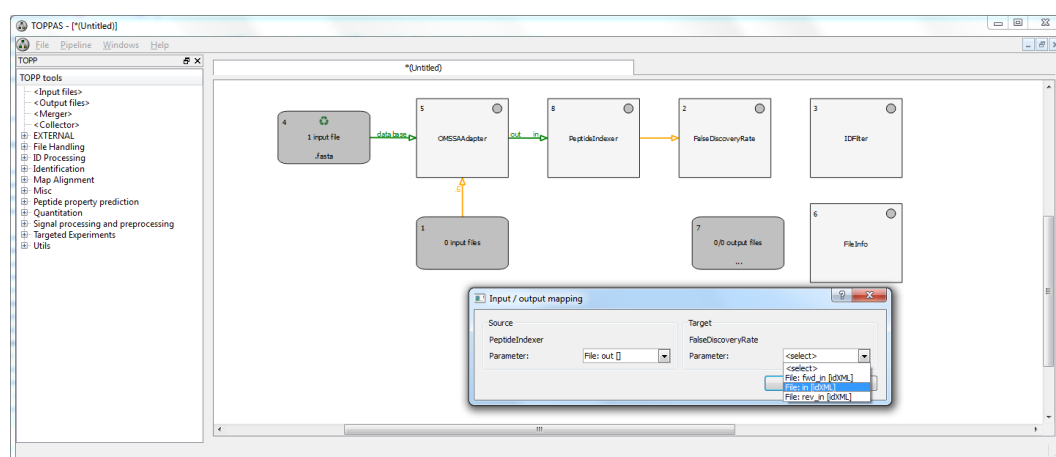 TOPPAS - [*(Untitled)]
File Pipeline Windows Help
TOPP
TOPP tools
<Input files>
<Output files>
<Merger>
<Collector>
EXTERNAL
File Handling
ID Processing
Identification
Map Alignment
Misc
Peptide property prediction
Quantitation
Signal processing and preprocessing
Targeted Experiments
Utils
*(Untitled)
4
1 input file
.fasta
database
5
OMSSAAdapter
out in
8
PeptideIndexer
2
FalseDiscoveryRate
3
IDFilter
in
1
0 input files
7
0/0 output files
...
6
FileInfo
Input / output mapping
Source
PeptideIndexer
Parameter: File: out []
Target
FalseDiscoveryRate
Parameter: <select>
<select>
File: fwd_in [idXML]
File: in [idXML]
File: rev_in [idXML]